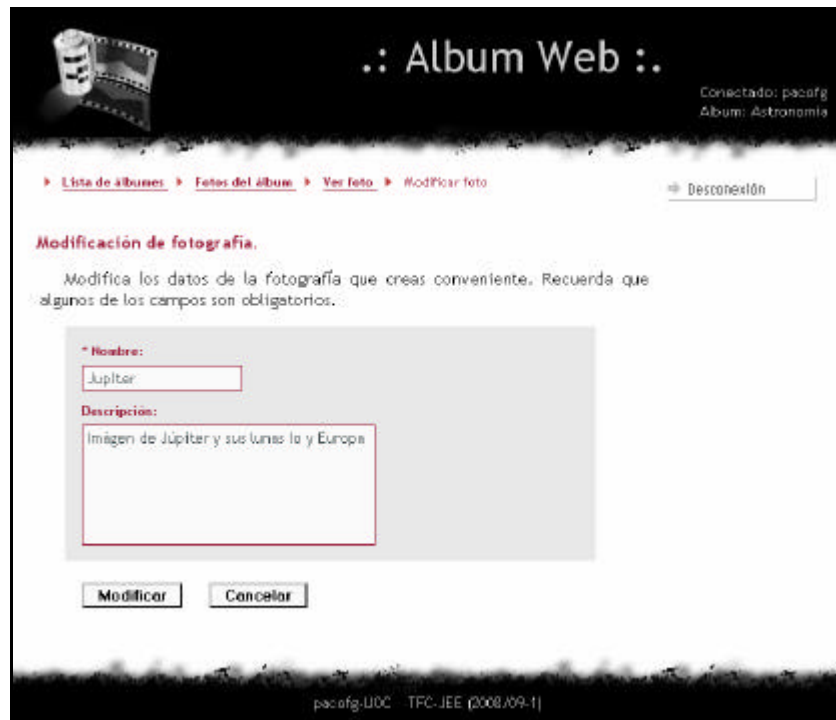 .: Album Web :.
Conectado: pacofg
Album: Astronomía
Lista de álbumes Fotos del álbum Ver foto Modificar foto
Desconexión
Modificación de fotografía.
Modifica los datos de la fotografía que creas conveniente. Recuerda que
algunos de los campos son obligatorios.
* Nombre:
Jupiter
Descripción:
Imágen de Júpiter y sus lunas Io y Europa
Modificar Cancelar
pacofg-UOC TFC-JEE (2008/09-1)